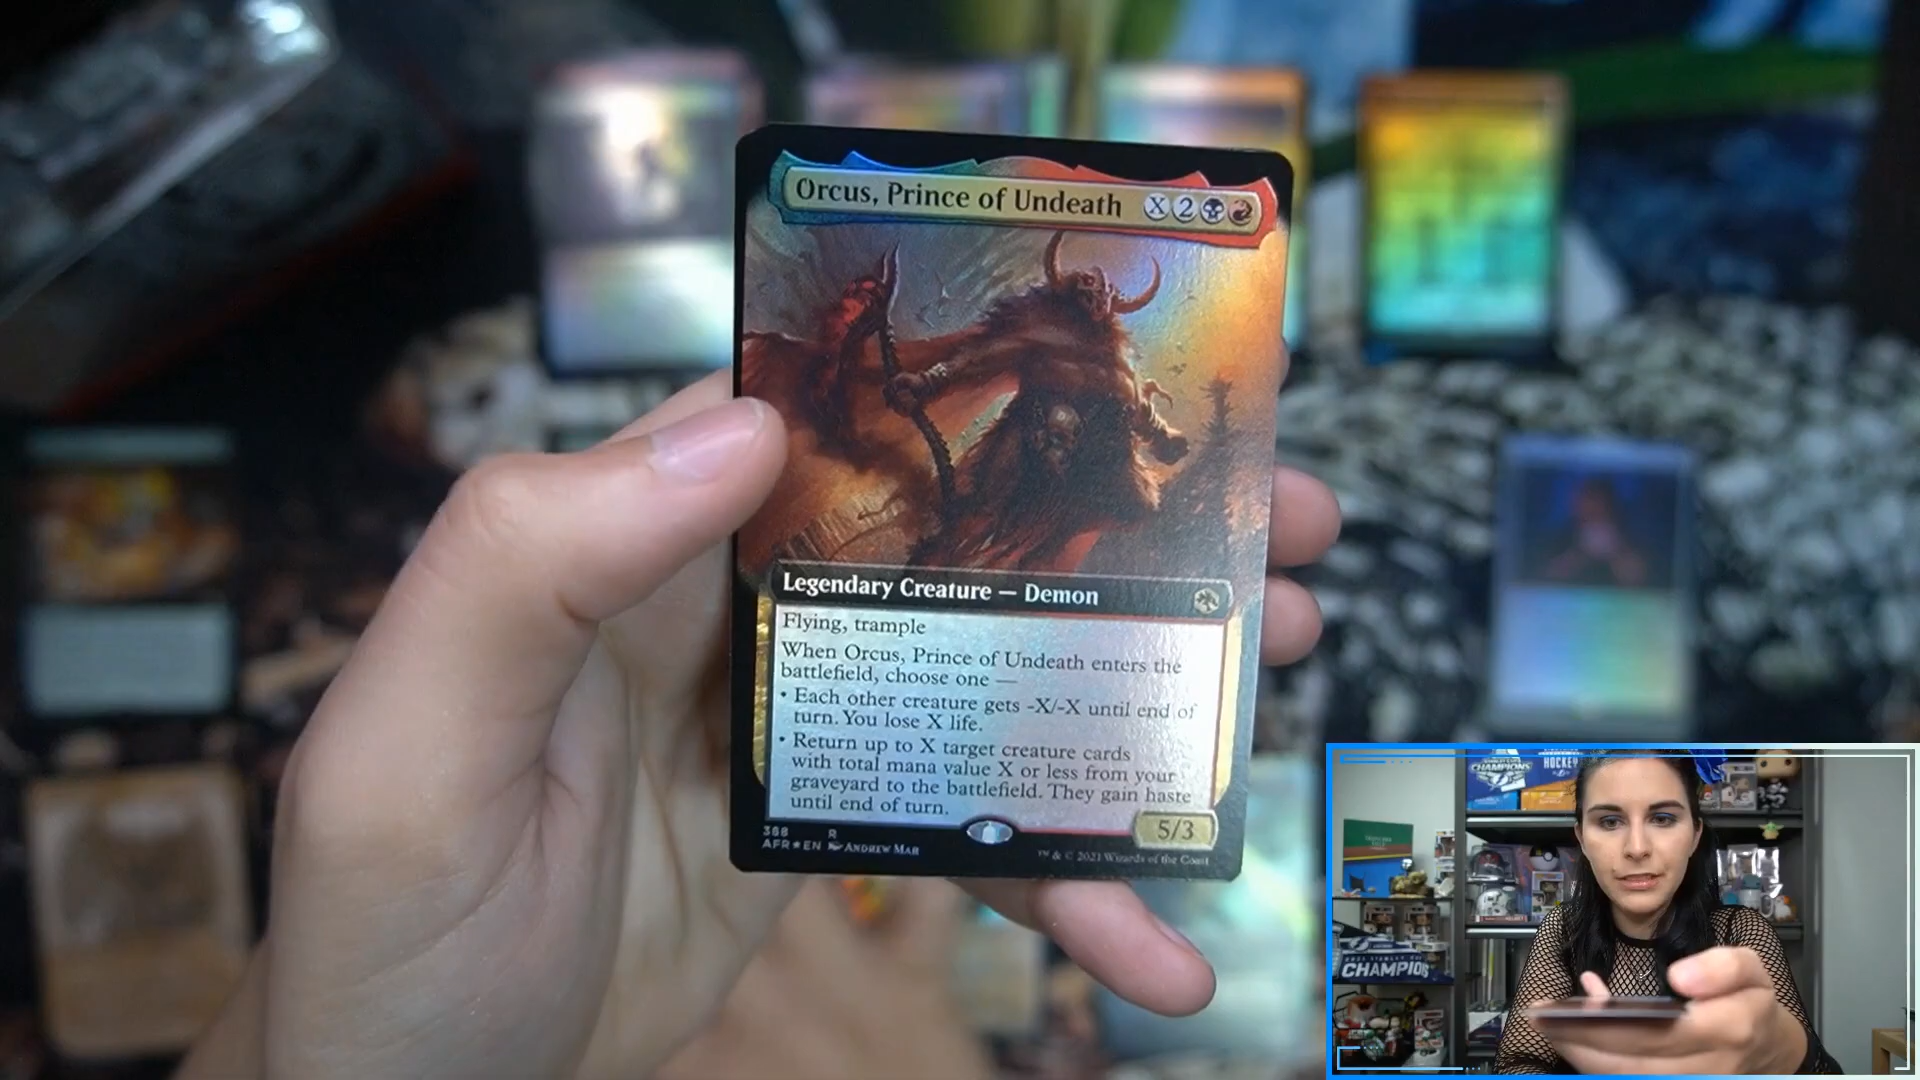 Orcus, Prince of Undeath X2
Legendary Creature — Demon
Flying, trample
When Orcus, Prince of Undeath enters the
battlefield, choose one —
• Each other creature gets -X/-X until end of
turn. You lose X life.
• Return up to X target creature cards
with total mana value X or less from your
graveyard to the battlefield. They gain haste
until end of turn.
5/3
368 R
AFR★EN ANDREW MAR
™ & © 2021 Wizards of the Coast
CHAMPIONS
HOCKEY
CHAMPIO